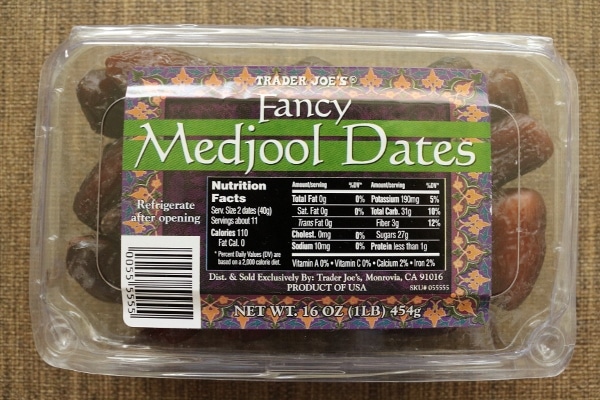 TRADER JOE'S®
Fancy
Medjool Dates
Refrigerate
after opening
Nutrition
Facts
Serv. Size 2 dates (40g)
Servings about 11
Calories 110
Fat Cal. 0
* Percent Daily Values (DV) are
based on a 2,000 calorie diet.
Amount/serving %DV*
Total Fat 0g 0%
Sat. Fat 0g 0%
Trans Fat 0g
Cholest. 0mg 0%
Sodium 10mg 0%
Amount/serving %DV*
Potassium 190mg 5%
Total Carb. 31g 10%
Fiber 3g 12%
Sugars 27g
Protein less than 1g
Vitamin A 0% • Vitamin C 0% • Calcium 2% • Iron 2%
Dist. & Sold Exclusively By: Trader Joe's, Monrovia, CA 91016
PRODUCT OF USA
SKU# 055555
NET WT. 16 OZ (1LB) 454g
00555555